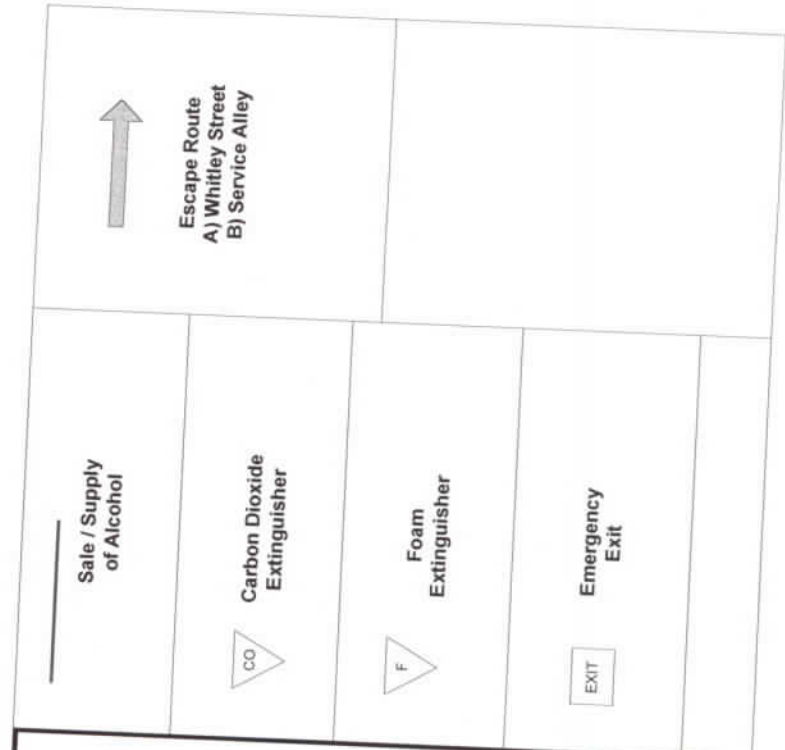 Sale / Supply
of Alcohol
CO
Carbon Dioxide
Extinguisher
F
Foam
Extinguisher
EXIT
Emergency
Exit
Escape Route
A) Whitley Street
B) Service Alley